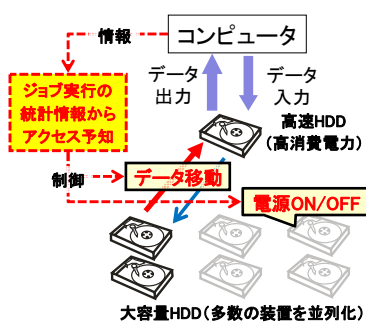 情報
コンピュータ
データ
出力
データ
入力
ジョブ実行の
統計情報から
アクセス予知
高速HDD
(高消費電力)
制御
データ移動
電源ON/OFF
大容量HDD(多数の装置を並列化)